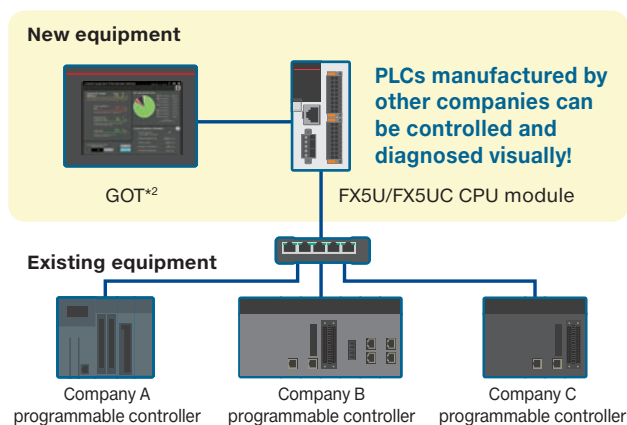 New equipment
PLCs manufactured by
other companies can
be controlled and
diagnosed visually!
GOT*2
FX5U/FX5UC CPU module
Existing equipment
Company A
programmable controller
Company B
programmable controller
Company C
programmable controller